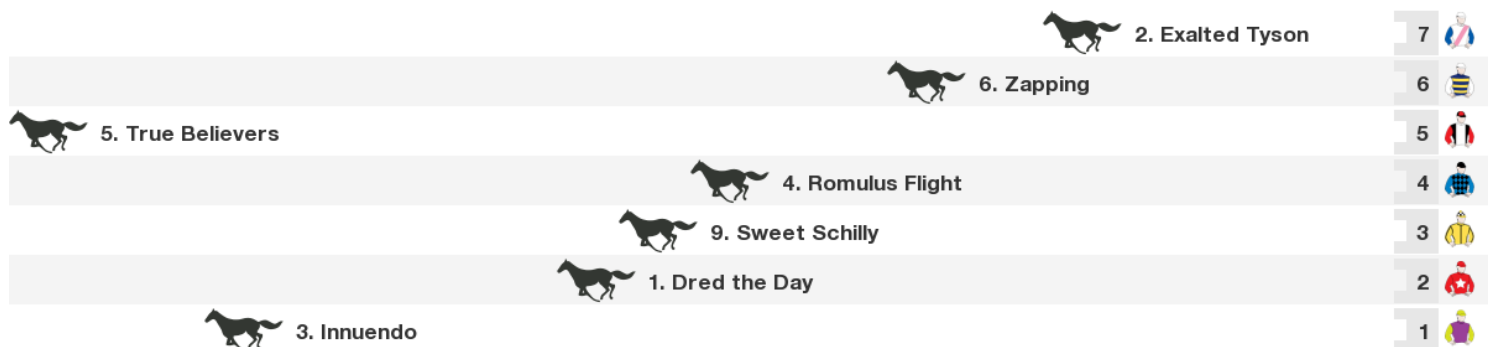 2. Exalted Tyson 7
6. Zapping 6
5. True Believers 5
4. Romulus Flight 4
9. Sweet Schilly 3
1. Dred the Day 2
3. Innuendo 1